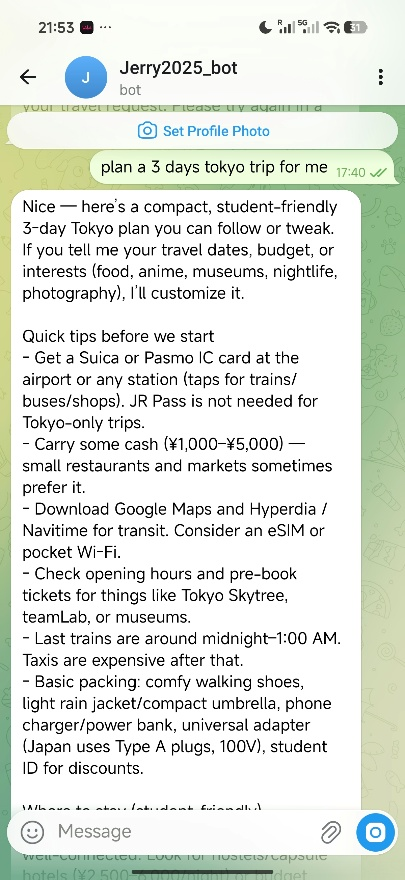 21:53 ··· R 5G 31
Jerry2025_bot
bot
J
your travel request. Please try again in a
Set Profile Photo
plan a 3 days tokyo trip for me 17:40
Nice — here's a compact, student-friendly
3-day Tokyo plan you can follow or tweak.
If you tell me your travel dates, budget, or
interests (food, anime, museums, nightlife,
photography), I'll customize it.
Quick tips before we start
- Get a Suica or Pasmo IC card at the
airport or any station (taps for trains/
buses/shops). JR Pass is not needed for
Tokyo-only trips.
- Carry some cash (¥1,000–¥5,000) —
small restaurants and markets sometimes
prefer it.
- Download Google Maps and Hyperdia /
Navitime for transit. Consider an eSIM or
pocket Wi-Fi.
- Check opening hours and pre-book
tickets for things like Tokyo Skytree,
teamLab, or museums.
- Last trains are around midnight–1:00 AM.
Taxis are expensive after that.
- Basic packing: comfy walking shoes,
light rain jacket/compact umbrella, phone
charger/power bank, universal adapter
(Japan uses Type A plugs, 100V), student
ID for discounts.
Where to stay (student-friendly)
Message
well-connected. Look for hostels/capsule
hotels (¥2,500–6,000/night) or budget